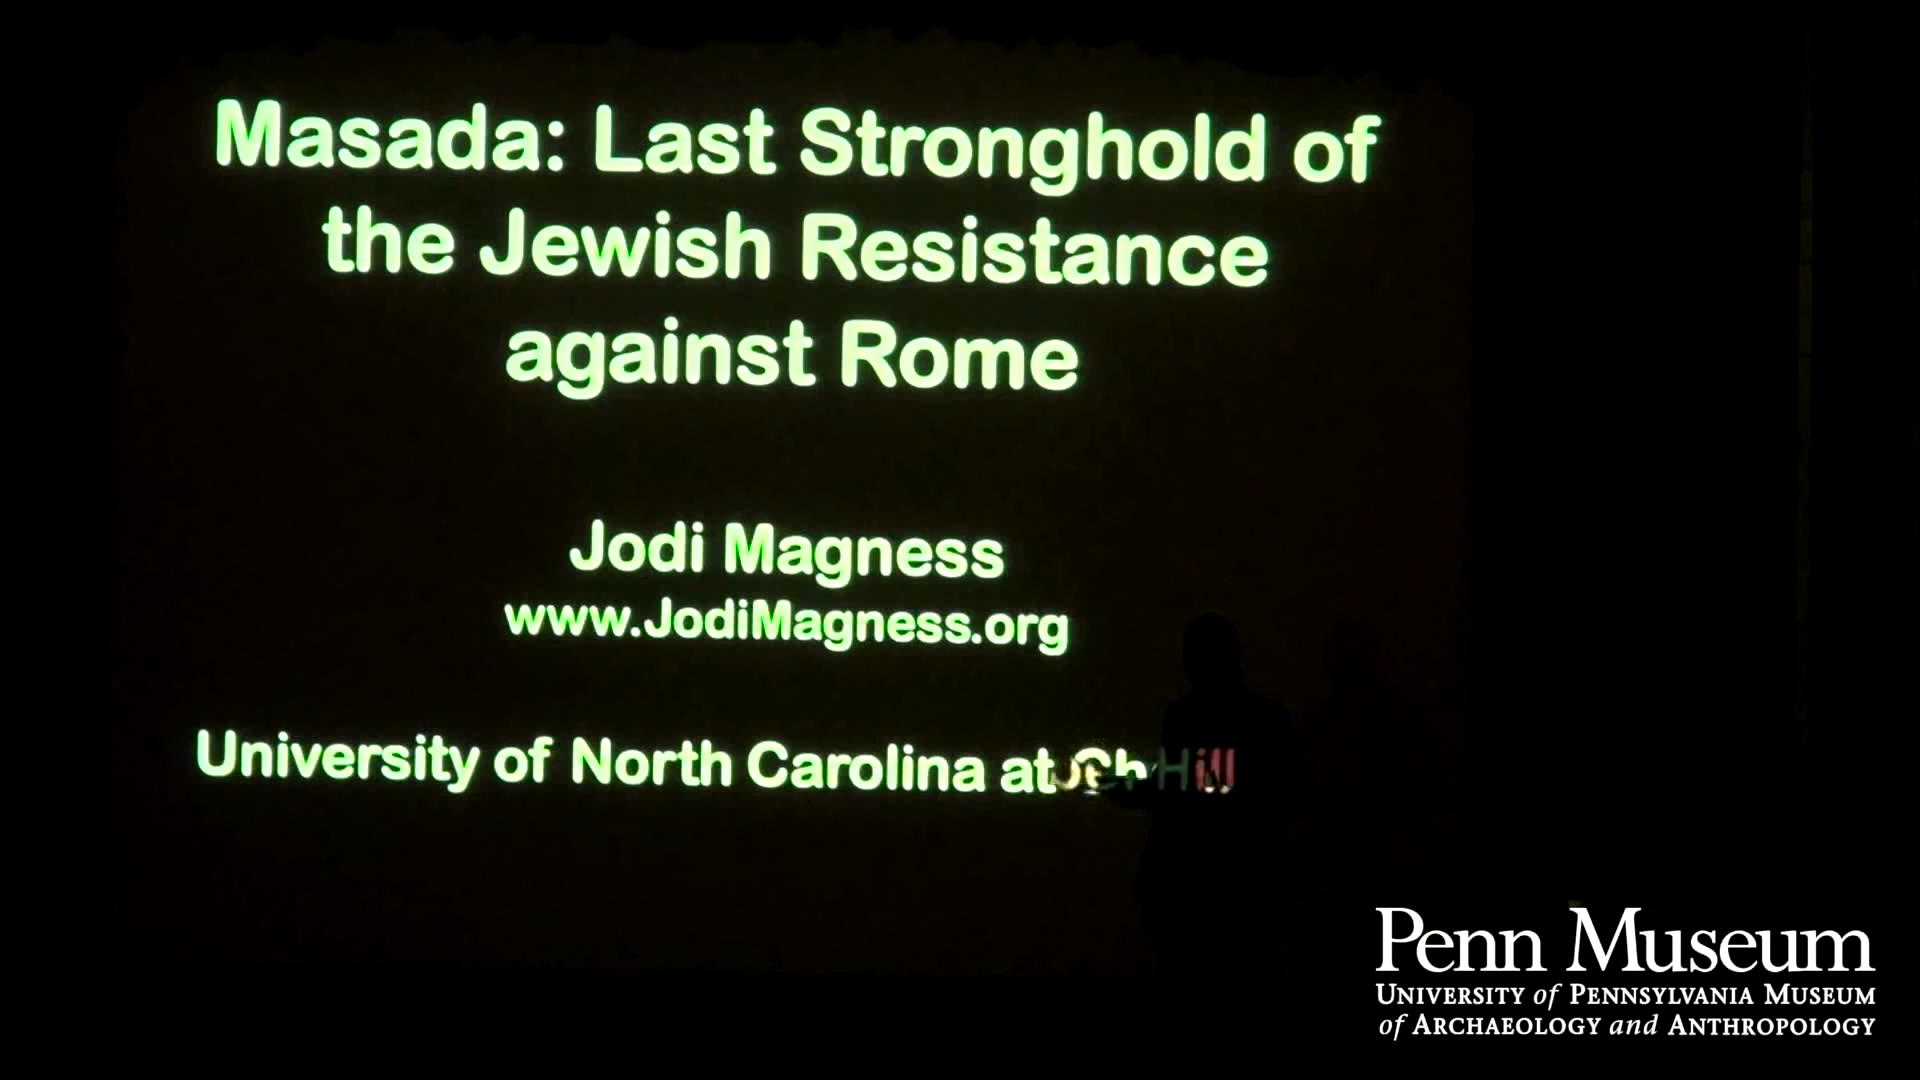 Masada: Last Stronghold of
the Jewish Resistance
against Rome
Jodi Magness
www.JodiMagness.org
University of North Carolina at Hill
Penn Museum
UNIVERSITY of PENNSYLVANIA MUSEUM
of ARCHAEOLOGY and ANTHROPOLOGY